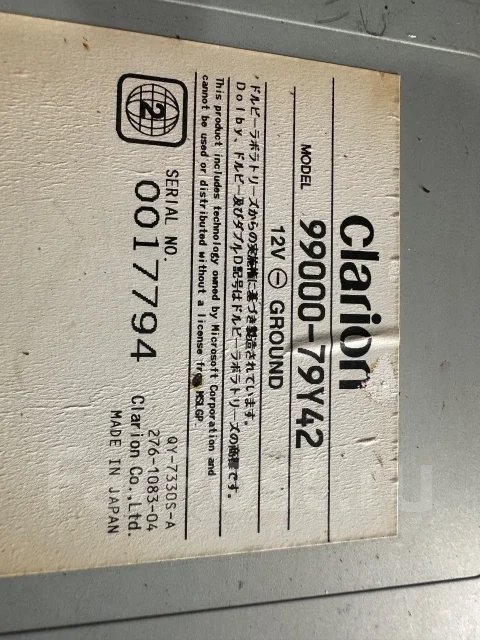 clarion
MODEL 99000-79Y42
12V ⊖ GROUND
ドルビーラボラトリーズからの実施権に基づき製造されています。
Dolby、ドルビー及びダブルD記号はドルビーラボラトリーズの商標です。
This product includes technology owned by Microsoft Corporation and
cannot be used or distributed without a license from MSLGP.
2
SERIAL NO.
0017794
QY-7330S-A
276-1083-04
Clarion Co.,Ltd.
MADE IN JAPAN